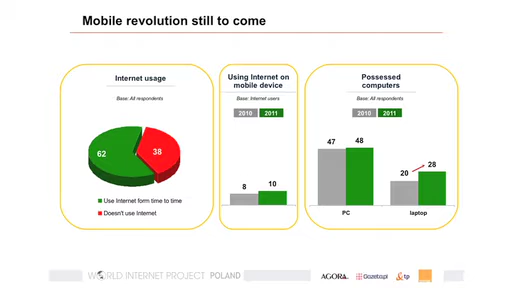 Mobile revolution still to come
Internet usage
Base: All respondents
62
38
Use Internet form time to time
Doesn't use Internet
Using Internet on
mobile device
Base: Internet users
2010 2011
8 10
Possessed
computers
Base: All respondents
2010 2011
47 48
20 28
PC laptop
WORLD INTERNET PROJECT POLAND
AGORA Gazeta.pl tp